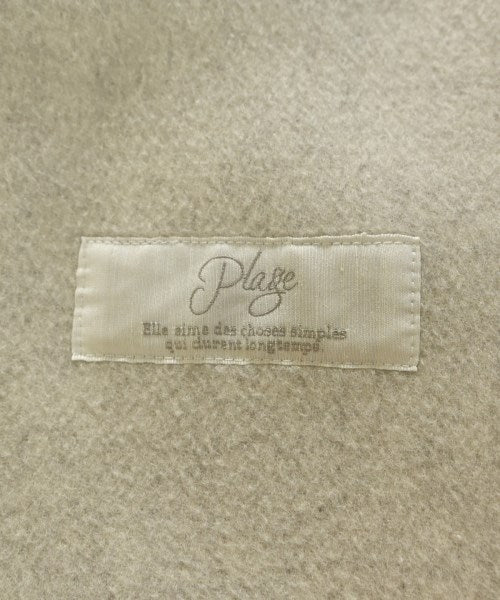 Plage
Elle aime des choses simples
qui durent longtemps.